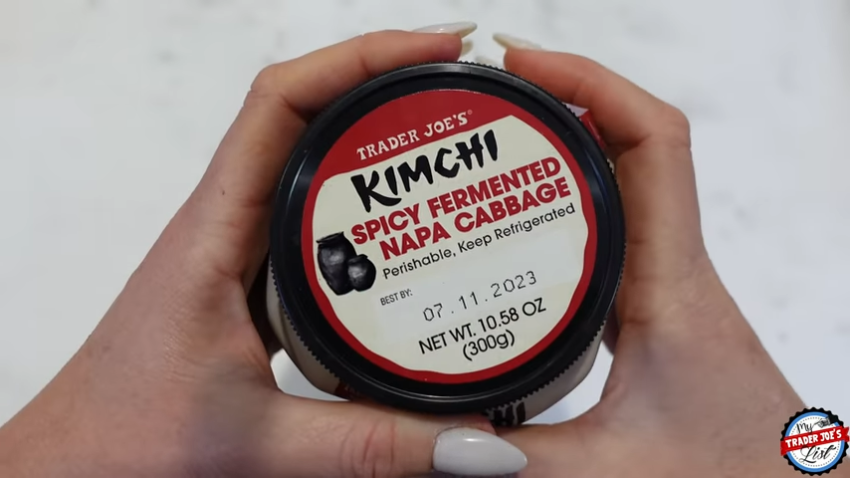 TRADER JOE'S®
KIMCHI
SPICY FERMENTED
NAPA CABBAGE
Perishable, Keep Refrigerated
BEST BY:
07.11.2023
NET WT. 10.58 OZ
(300g)
My
TRADER JOE'S
List